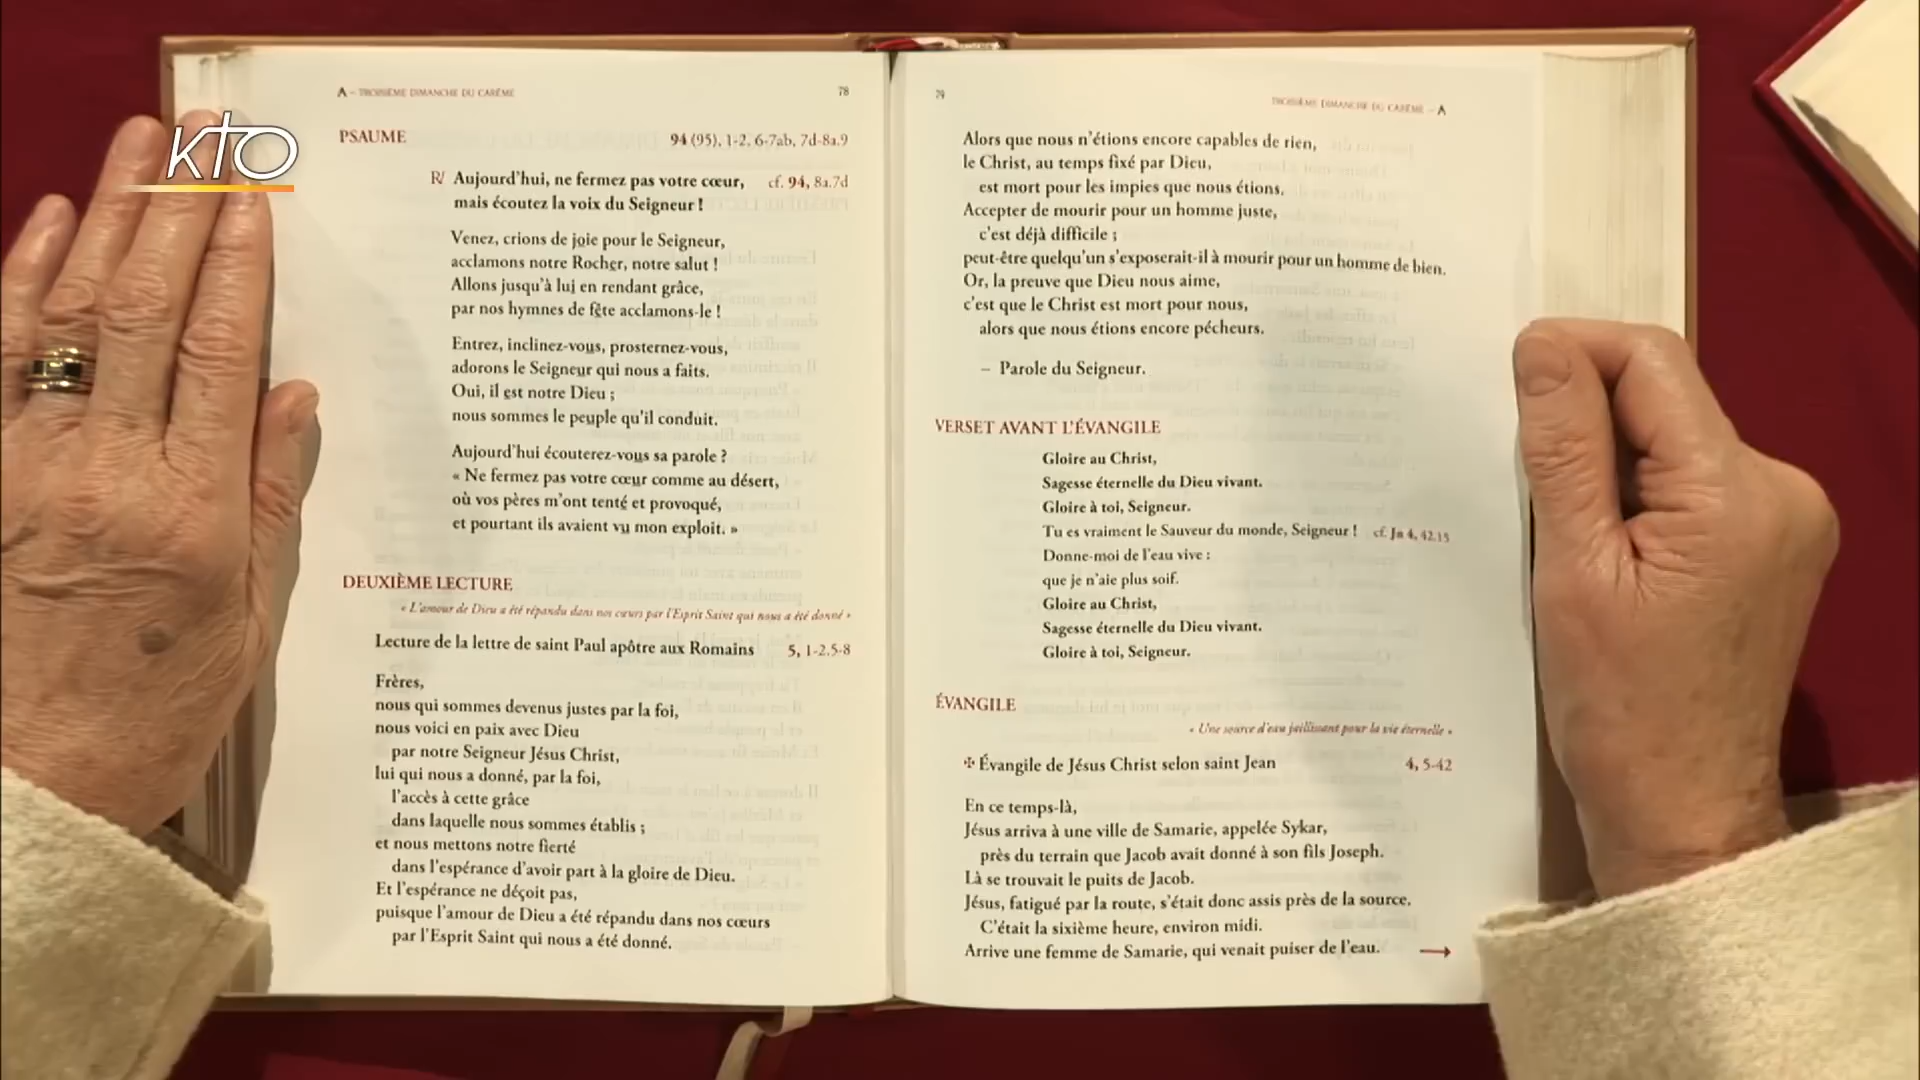 KTO
A – TROISIÈME DIMANCHE DU CARÊME 78
PSAUME 94 (95), 1-2, 6-7ab, 7d-8a.9
R/ Aujourd'hui, ne fermez pas votre cœur, cf. 94, 8a.7d
mais écoutez la voix du Seigneur !
Venez, crions de joie pour le Seigneur,
acclamons notre Rocher, notre salut !
Allons jusqu'à lui en rendant grâce,
par nos hymnes de fête acclamons-le !
Entrez, inclinez-vous, prosternez-vous,
adorons le Seigneur qui nous a faits.
Oui, il est notre Dieu ;
nous sommes le peuple qu'il conduit.
Aujourd'hui écouterez-vous sa parole ?
« Ne fermez pas votre cœur comme au désert,
où vos pères m'ont tenté et provoqué,
et pourtant ils avaient vu mon exploit. »
DEUXIÈME LECTURE
« L'amour de Dieu a été répandu dans nos cœurs par l'Esprit Saint qui nous a été donné »
Lecture de la lettre de saint Paul apôtre aux Romains 5, 1-2.5-8
Frères,
nous qui sommes devenus justes par la foi,
nous voici en paix avec Dieu
par notre Seigneur Jésus Christ,
lui qui nous a donné, par la foi,
l'accès à cette grâce
dans laquelle nous sommes établis ;
et nous mettons notre fierté
dans l'espérance d'avoir part à la gloire de Dieu.
Et l'espérance ne déçoit pas,
puisque l'amour de Dieu a été répandu dans nos cœurs
par l'Esprit Saint qui nous a été donné.
79 TROISIÈME DIMANCHE DU CARÊME – A
Alors que nous n'étions encore capables de rien,
le Christ, au temps fixé par Dieu,
est mort pour les impies que nous étions.
Accepter de mourir pour un homme juste,
c'est déjà difficile ;
peut-être quelqu'un s'exposerait-il à mourir pour un homme de bien.
Or, la preuve que Dieu nous aime,
c'est que le Christ est mort pour nous,
alors que nous étions encore pécheurs.
– Parole du Seigneur.
VERSET AVANT L'ÉVANGILE
Gloire au Christ,
Sagesse éternelle du Dieu vivant.
Gloire à toi, Seigneur.
Tu es vraiment le Sauveur du monde, Seigneur ! cf. Jn 4, 42.15
Donne-moi de l'eau vive :
que je n'aie plus soif.
Gloire au Christ,
Sagesse éternelle du Dieu vivant.
Gloire à toi, Seigneur.
ÉVANGILE
« Une source d'eau jaillissant pour la vie éternelle »
✠ Évangile de Jésus Christ selon saint Jean 4, 5-42
En ce temps-là,
Jésus arriva à une ville de Samarie, appelée Sykar,
près du terrain que Jacob avait donné à son fils Joseph.
Là se trouvait le puits de Jacob.
Jésus, fatigué par la route, s'était donc assis près de la source.
C'était la sixième heure, environ midi.
Arrive une femme de Samarie, qui venait puiser de l'eau. →